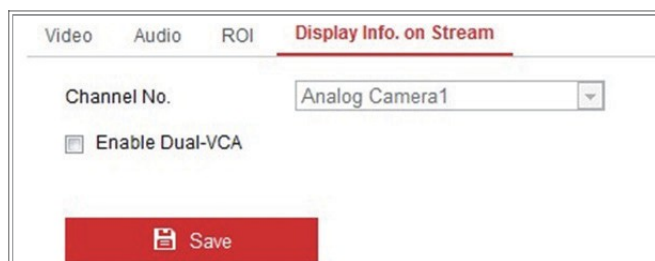 Video Audio ROI Display Info. on Stream
Channel No. Analog Camera1
Enable Dual-VCA
Save